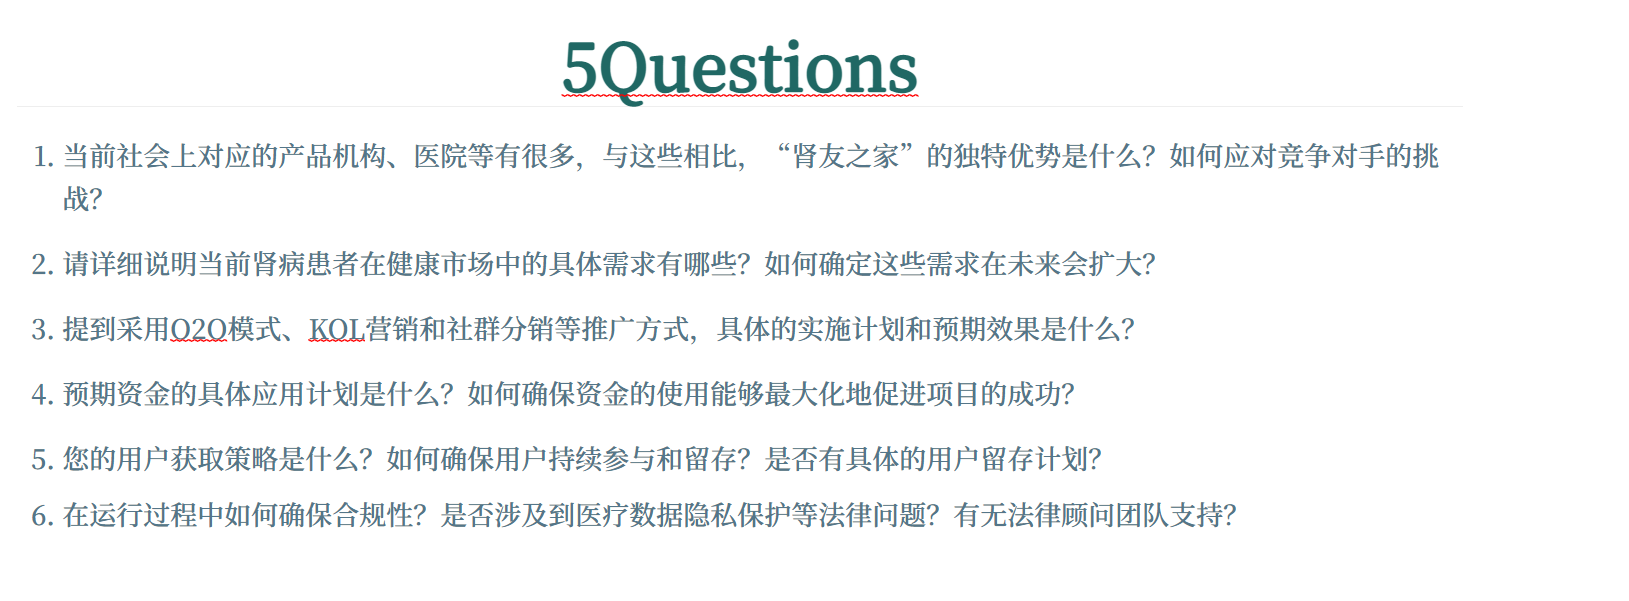 5Questions
1. 当前社会上对应的产品机构、医院等有很多，与这些相比，“肾友之家”的独特优势是什么？如何应对竞争对手的挑
战？
2. 请详细说明当前肾病患者在健康市场中的具体需求有哪些？如何确定这些需求在未来会扩大？
3. 提到采用O2O模式、KOL营销和社群分销等推广方式，具体的实施计划和预期效果是什么？
4. 预期资金的具体应用计划是什么？如何确保资金的使用能够最大化地促进项目的成功？
5. 您的用户获取策略是什么？如何确保用户持续参与和留存？是否有具体的用户留存计划？
6. 在运行过程中如何确保合规性？是否涉及到医疗数据隐私保护等法律问题？有无法律顾问团队支持？